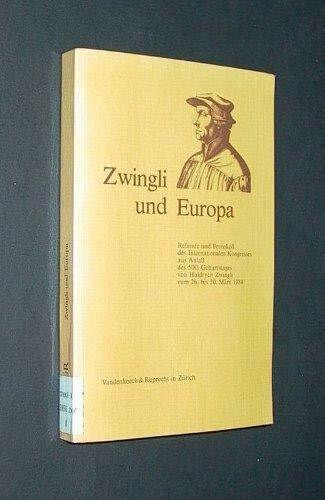 Zwingli
und Europa
Referate und Protokoll
des Internationalen Kongresses
aus Anlaß
des 500. Geburtstages
von Huldrych Zwingli
vom 26. bis 30. März 1984
Vandenhoeck & Ruprecht in Zürich
Zwingli und Europa